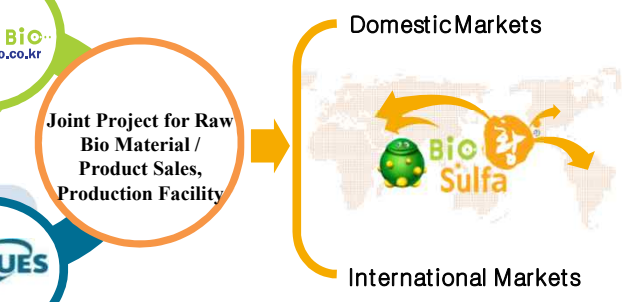 BiO
o.co.kr
Joint Project for Raw
Bio Material /
Product Sales,
Production Facility
UES
Domestic Markets
BiO
Sulfa
황
®
International Markets